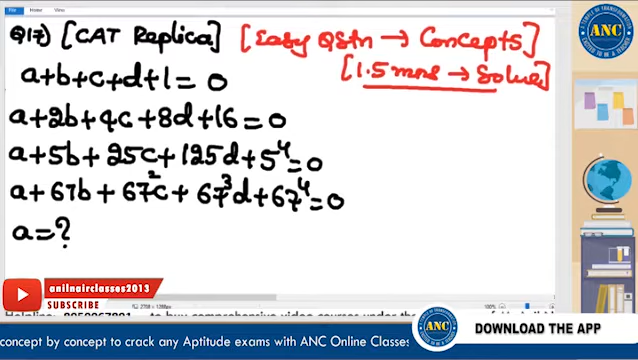 Q17) [CAT Replica] [Easy QStn → Concepts]
[1.5 mns → Solve]
a+b+c+d+1=0
a+2b+4c+8d+16=0
a+5b+25c+125d+5⁴=0
a+67b+67²c+67³d+67⁴=0
a=?
anilnairclasses2013
SUBSCRIBE
ANC
ANC
DOWNLOAD THE APP
concept by concept to crack any Aptitude exams with ANC Online Classes